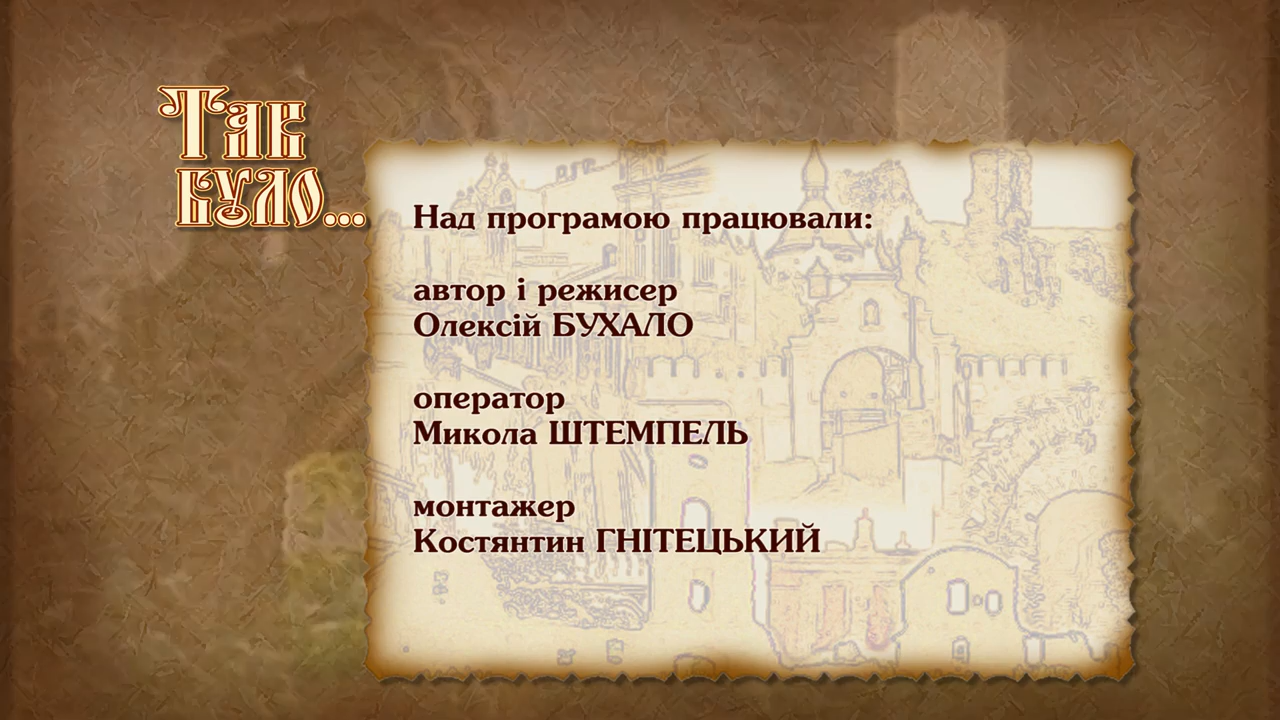 Так
було...
Над програмою працювали:
автор і режисер
Олексій БУХАЛО
оператор
Микола ШТЕМПЕЛЬ
монтажер
Костянтин ГНІТЕЦЬКИЙ